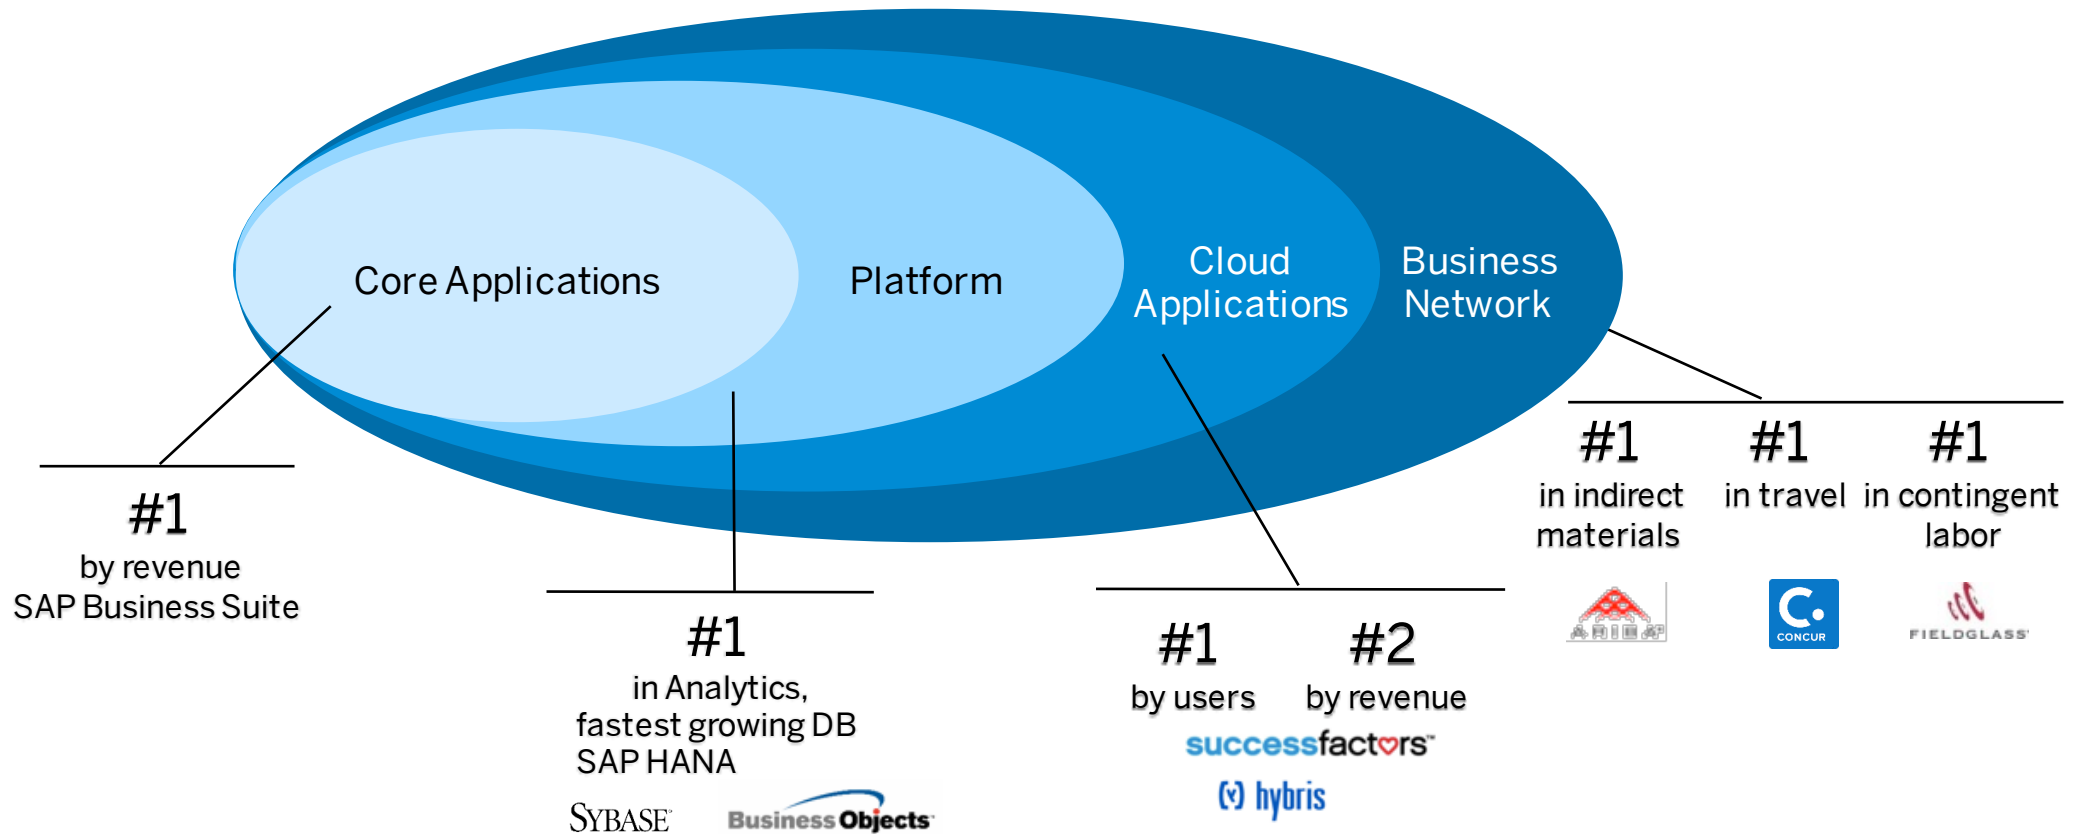 Core Applications
Platform
Cloud
Applications
Business
Network
#1
by revenue
SAP Business Suite
#1
in Analytics,
fastest growing DB
SAP HANA
SYBASE
Business Objects
#1
by users
#2
by revenue
successfactors™
hybris
#1
in indirect
materials
#1
in travel
CONCUR
#1
in contingent
labor
FIELDGLASS